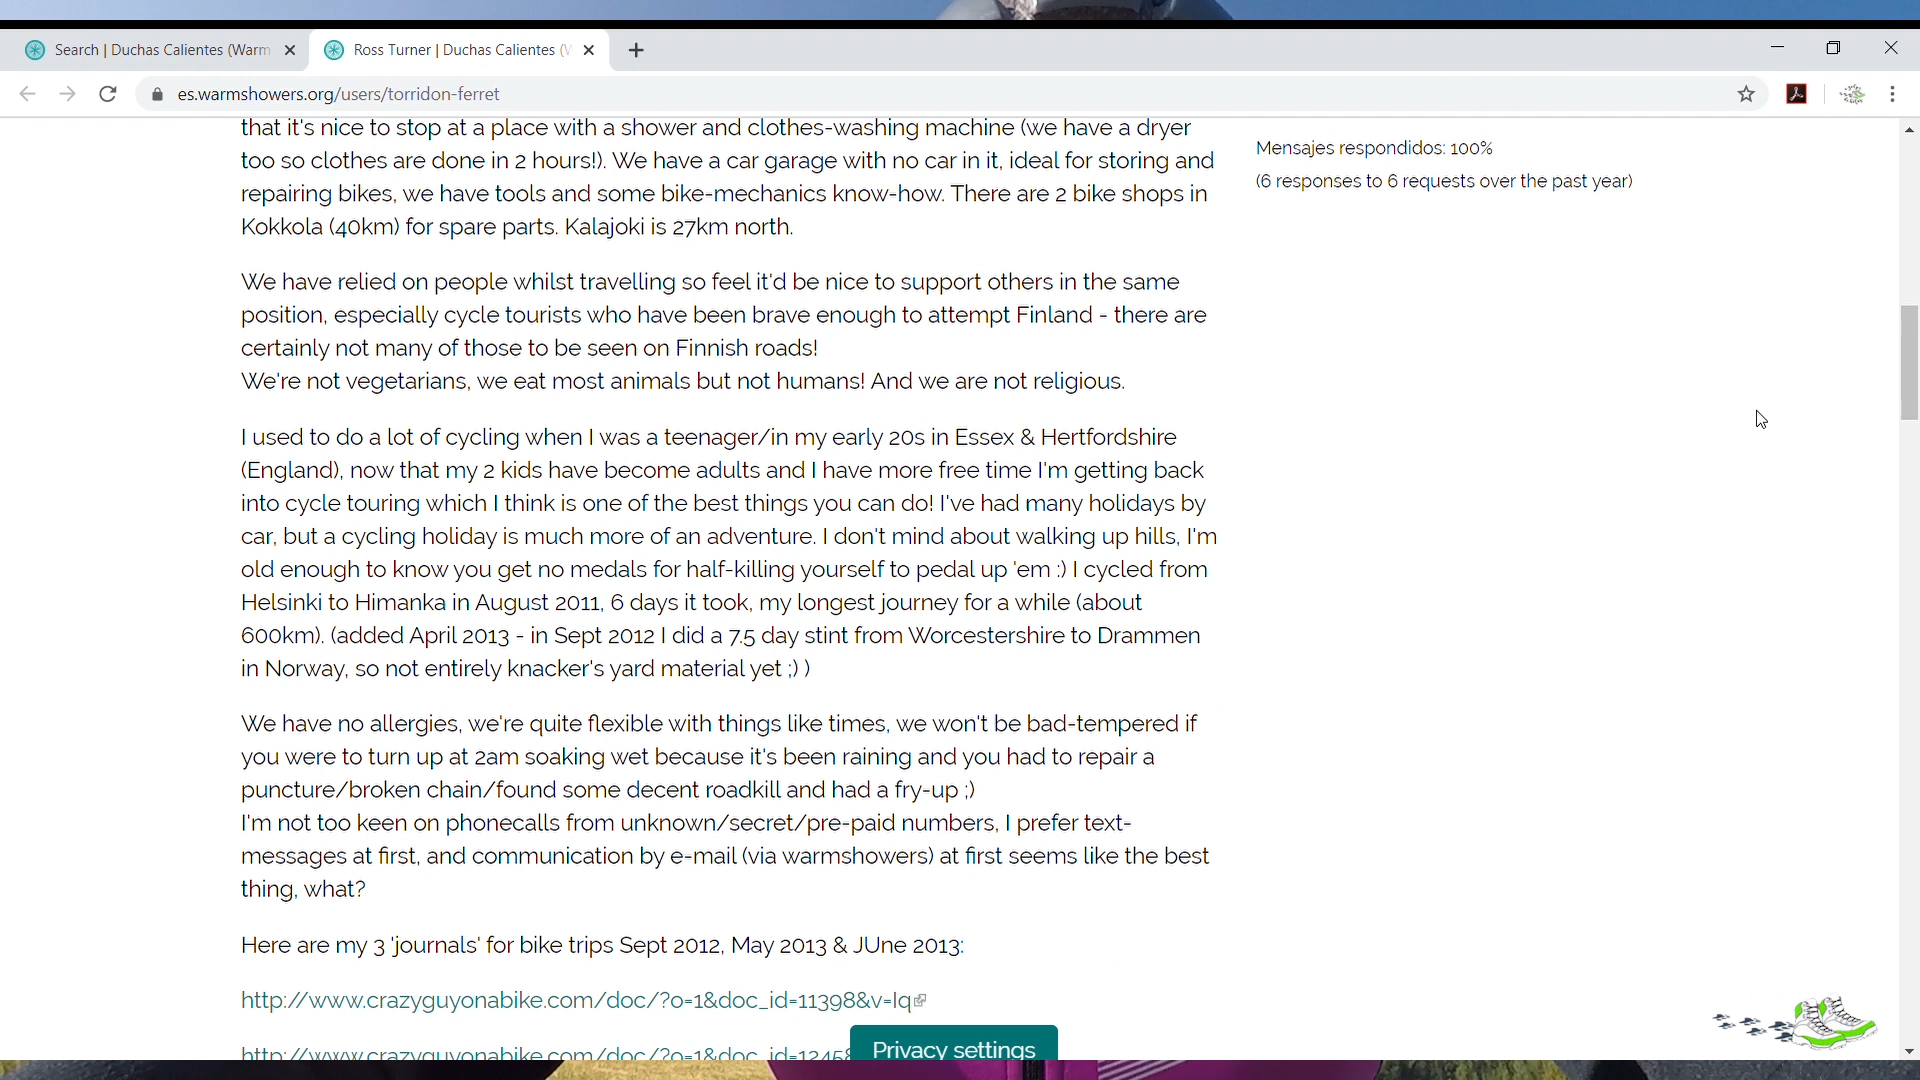 Search | Duchas Calientes (Warm
Ross Turner | Duchas Calientes (W
es.warmshowers.org/users/torridon-ferret
that it's nice to stop at a place with a shower and clothes-washing machine (we have a dryer
too so clothes are done in 2 hours!). We have a car garage with no car in it, ideal for storing and
repairing bikes, we have tools and some bike-mechanics know-how. There are 2 bike shops in
Kokkola (40km) for spare parts. Kalajoki is 27km north.
We have relied on people whilst travelling so feel it'd be nice to support others in the same
position, especially cycle tourists who have been brave enough to attempt Finland - there are
certainly not many of those to be seen on Finnish roads!
We're not vegetarians, we eat most animals but not humans! And we are not religious.
I used to do a lot of cycling when I was a teenager/in my early 20s in Essex & Hertfordshire
(England), now that my 2 kids have become adults and I have more free time I'm getting back
into cycle touring which I think is one of the best things you can do! I've had many holidays by
car, but a cycling holiday is much more of an adventure. I don't mind about walking up hills, I'm
old enough to know you get no medals for half-killing yourself to pedal up 'em :) I cycled from
Helsinki to Himanka in August 2011, 6 days it took, my longest journey for a while (about
600km). (added April 2013 - in Sept 2012 I did a 7.5 day stint from Worcestershire to Drammen
in Norway, so not entirely knacker's yard material yet ;) )
We have no allergies, we're quite flexible with things like times, we won't be bad-tempered if
you were to turn up at 2am soaking wet because it's been raining and you had to repair a
puncture/broken chain/found some decent roadkill and had a fry-up ;)
I'm not too keen on phonecalls from unknown/secret/pre-paid numbers, I prefer text-
messages at first, and communication by e-mail (via warmshowers) at first seems like the best
thing, what?
Here are my 3 'journals' for bike trips Sept 2012, May 2013 & JUne 2013:
http://www.crazyguyonabike.com/doc/?o=1&doc_id=11398&v=Iq
http://www.crazyguyonabike.com/doc/?o=1&doc_id=12458
Mensajes respondidos: 100%
(6 responses to 6 requests over the past year)
Privacy settings